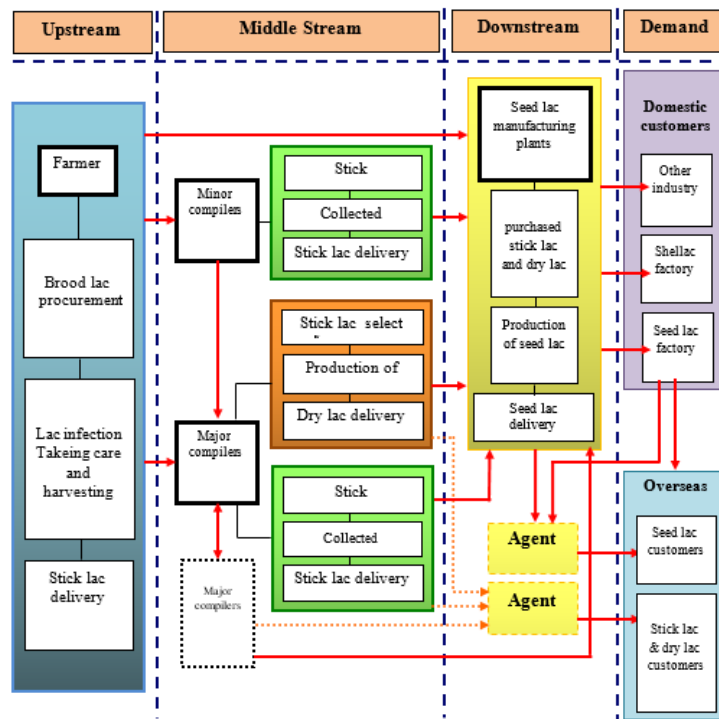 Upstream
Middle Stream
Downstream
Demand
Farmer
Brood lac
procurement
Lac infection
Takeing care
and
harvesting
Stick lac
delivery
Minor
compilers
Major
compilers
Major
compilers
Stick
Collected
Stick lac delivery
Stick lac select
Production of
Dry lac delivery
Stick
Collected
Stick lac delivery
Seed lac
manufacturing
plants
purchased
stick lac
and dry lac
Production
of seed lac
Seed lac
delivery
Agent
Agent
Domestic
customers
Other
industry
Shellac
factory
Seed lac
factory
Overseas
Seed lac
customers
Stick lac
& dry lac
customers